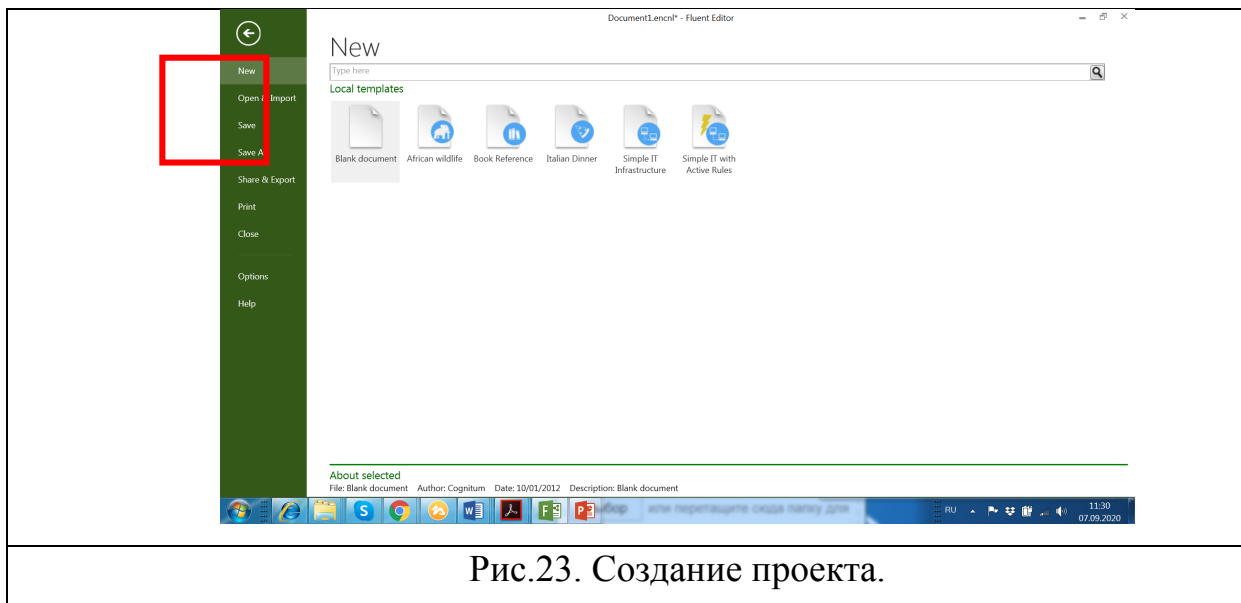 Document1.encnl* - Fluent Editor
New
Type here
Local templates
New
Open & Import
Save
Save A
Share & Export
Print
Close
Options
Help
Blank document
African wildlife
Book Reference
Italian Dinner
Simple IT
Infrastructure
Simple IT with
Active Rules
About selected
File: Blank document Author: Cognitum Date: 10/01/2012 Description: Blank document
или перетащите сюда папку для
RU
11:30
07.09.2020
Рис.23. Создание проекта.